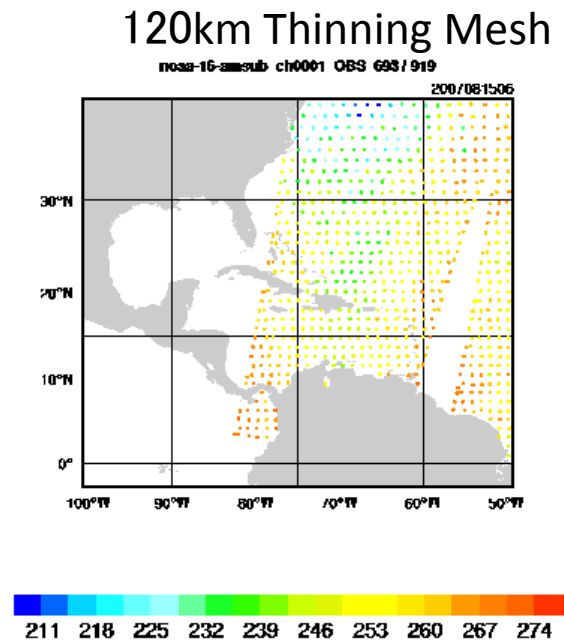 120km Thinning Mesh
noaa-16-amsub ch0001 OBS 693 / 919
2007081506
30°N
20°N
10°N
0°
100°W 90°W 80°W 70°W 60°W 50°W
211 218 225 232 239 246 253 260 267 274